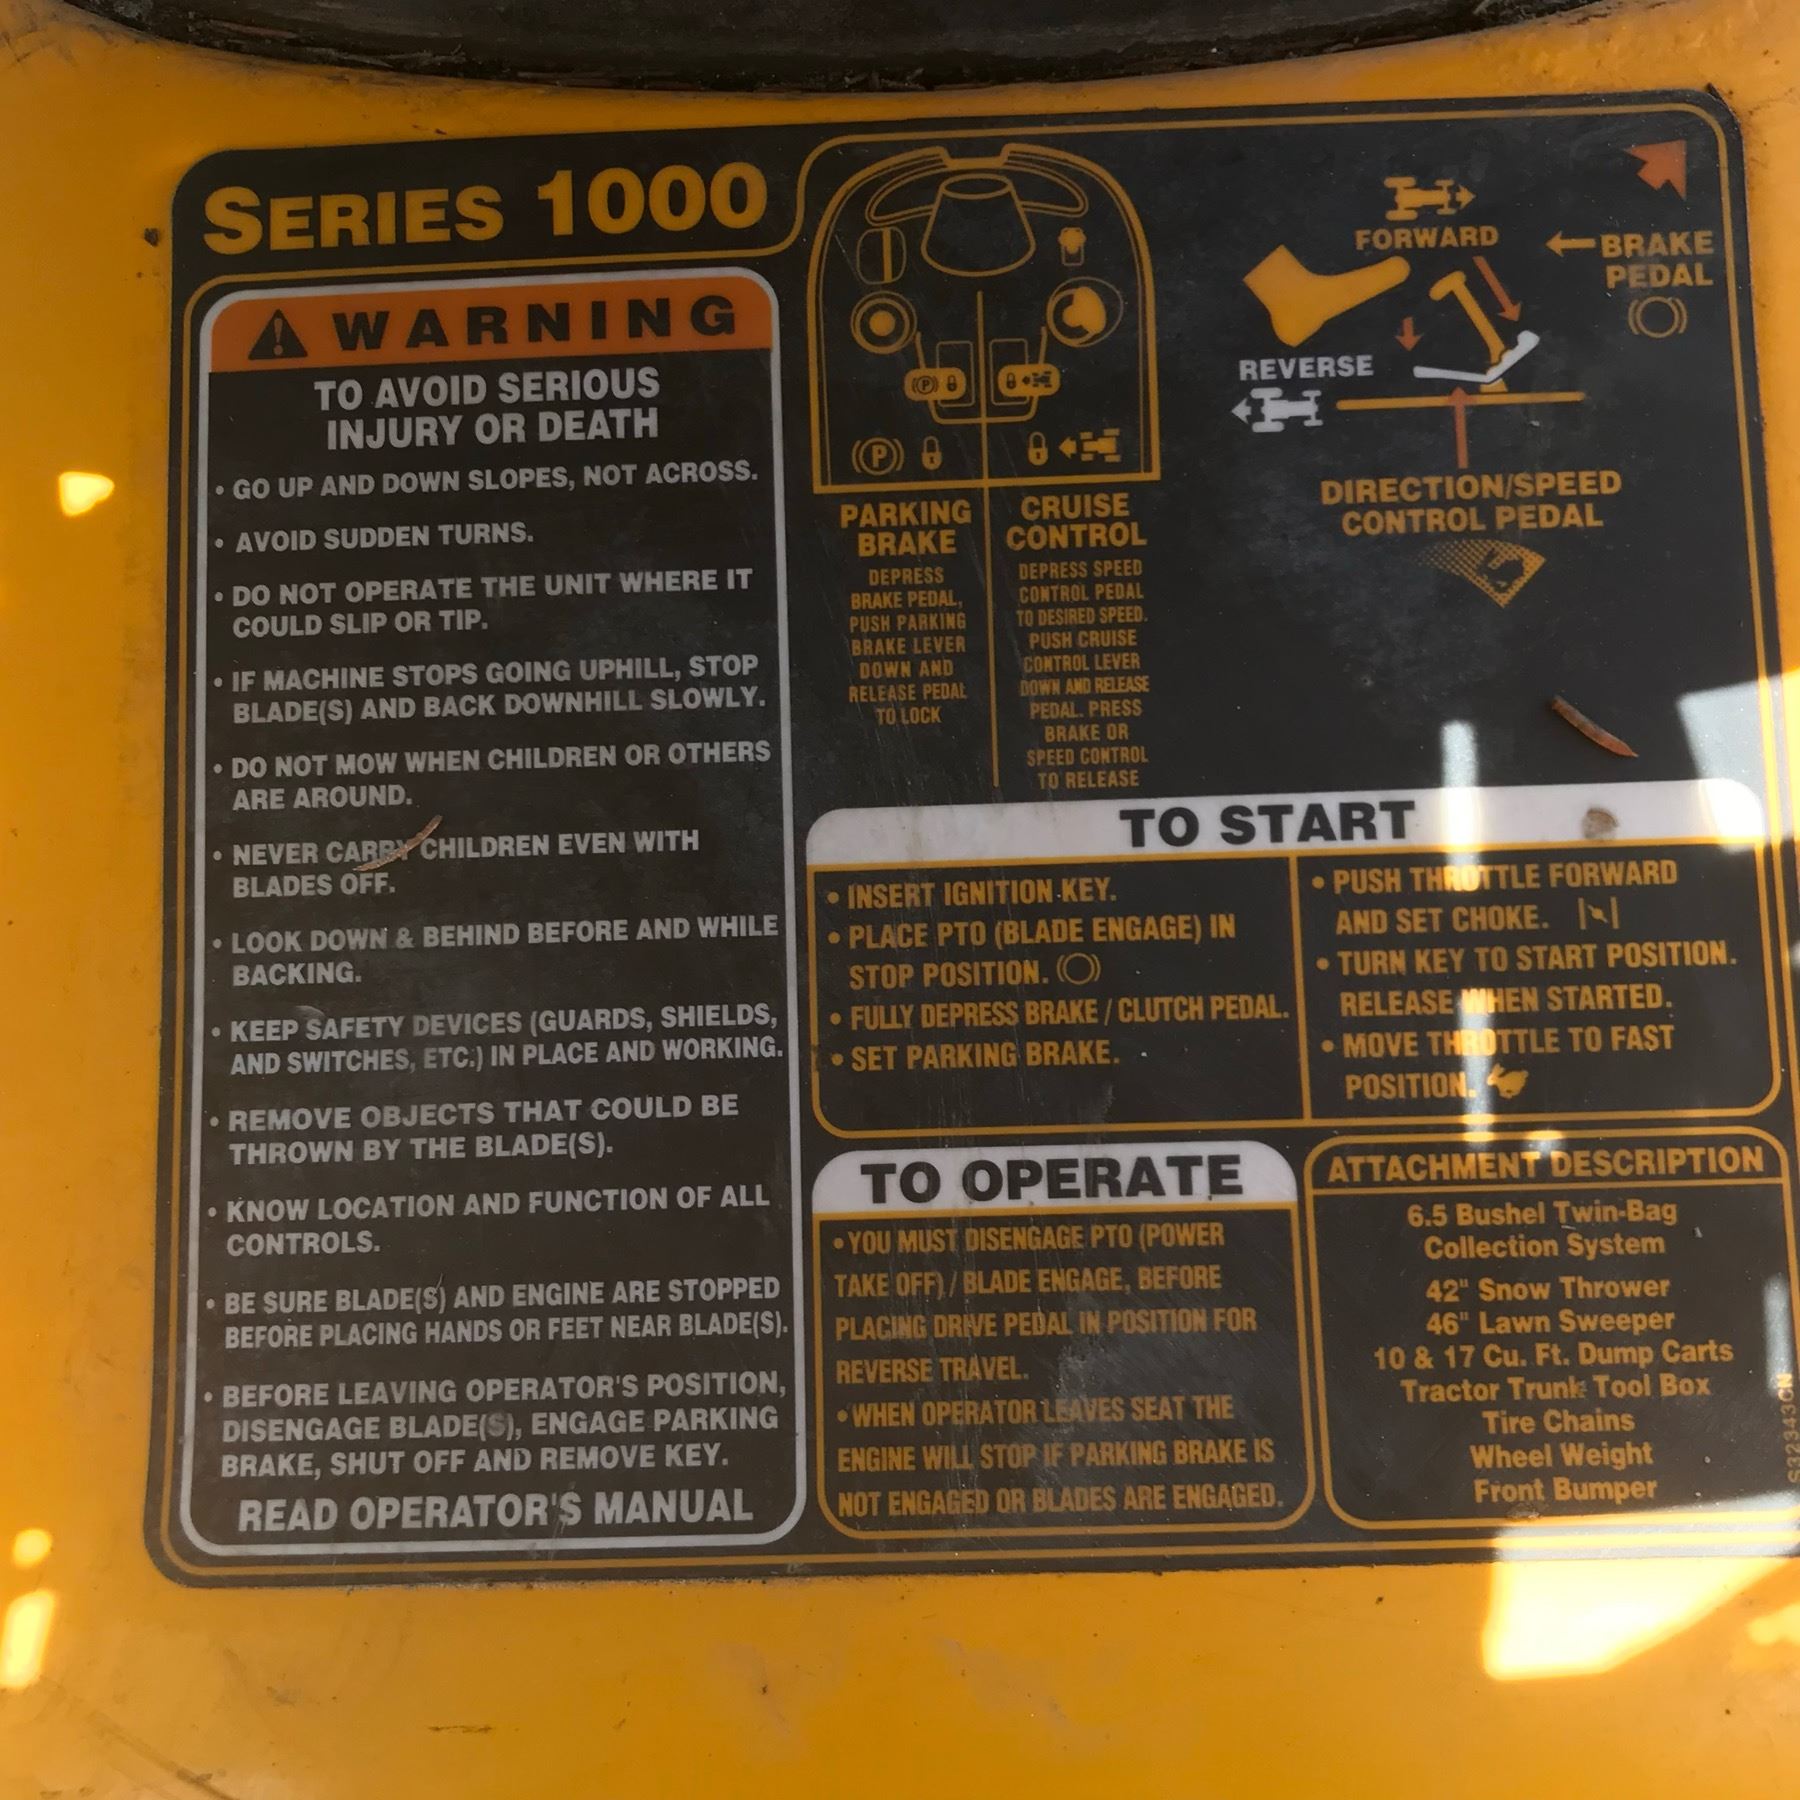 SERIES 1000
WARNING
TO AVOID SERIOUS
INJURY OR DEATH
• GO UP AND DOWN SLOPES, NOT ACROSS.
• AVOID SUDDEN TURNS.
• DO NOT OPERATE THE UNIT WHERE IT
COULD SLIP OR TIP.
• IF MACHINE STOPS GOING UPHILL, STOP
BLADE(S) AND BACK DOWNHILL SLOWLY.
• DO NOT MOW WHEN CHILDREN OR OTHERS
ARE AROUND.
• NEVER CARRY CHILDREN EVEN WITH
BLADES OFF.
• LOOK DOWN & BEHIND BEFORE AND WHILE
BACKING.
• KEEP SAFETY DEVICES (GUARDS, SHIELDS,
AND SWITCHES, ETC.) IN PLACE AND WORKING.
• REMOVE OBJECTS THAT COULD BE
THROWN BY THE BLADE(S).
• KNOW LOCATION AND FUNCTION OF ALL
CONTROLS.
• BE SURE BLADE(S) AND ENGINE ARE STOPPED
BEFORE PLACING HANDS OR FEET NEAR BLADE(S).
• BEFORE LEAVING OPERATOR'S POSITION,
DISENGAGE BLADE(S), ENGAGE PARKING
BRAKE, SHUT OFF AND REMOVE KEY.
READ OPERATOR'S MANUAL
(P)
(P)
PARKING
BRAKE
DEPRESS
BRAKE PEDAL,
PUSH PARKING
BRAKE LEVER
DOWN AND
RELEASE PEDAL
TO LOCK
CRUISE
CONTROL
DEPRESS SPEED
CONTROL PEDAL
TO DESIRED SPEED.
PUSH CRUISE
CONTROL LEVER
DOWN AND RELEASE
PEDAL. PRESS
BRAKE OR
SPEED CONTROL
TO RELEASE
FORWARD
BRAKE
PEDAL
REVERSE
DIRECTION/SPEED
CONTROL PEDAL
TO START
• INSERT IGNITION KEY.
• PLACE PTO (BLADE ENGAGE) IN
STOP POSITION.
• FULLY DEPRESS BRAKE / CLUTCH PEDAL.
• SET PARKING BRAKE.
• PUSH THROTTLE FORWARD
AND SET CHOKE.
• TURN KEY TO START POSITION.
RELEASE WHEN STARTED.
• MOVE THROTTLE TO FAST
POSITION.
TO OPERATE
• YOU MUST DISENGAGE PTO (POWER
TAKE OFF) / BLADE ENGAGE, BEFORE
PLACING DRIVE PEDAL IN POSITION FOR
REVERSE TRAVEL.
• WHEN OPERATOR LEAVES SEAT THE
ENGINE WILL STOP IF PARKING BRAKE IS
NOT ENGAGED OR BLADES ARE ENGAGED.
ATTACHMENT DESCRIPTION
6.5 Bushel Twin-Bag
Collection System
42" Snow Thrower
46" Lawn Sweeper
10 & 17 Cu. Ft. Dump Carts
Tractor Trunk Tool Box
Tire Chains
Wheel Weight
Front Bumper
S32343CN